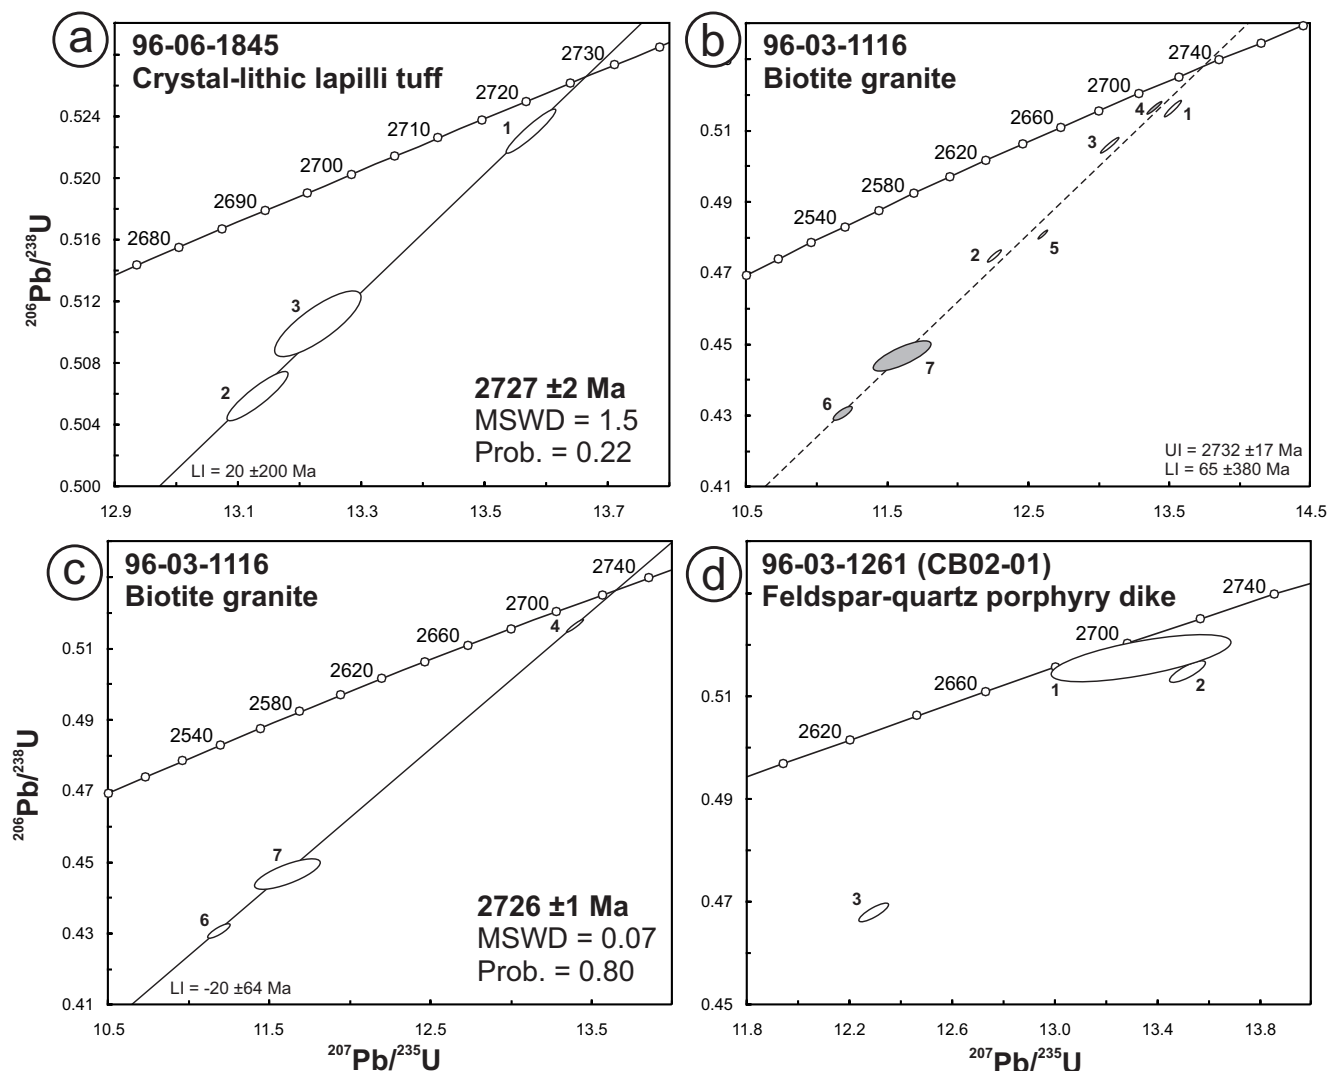 a
96-06-1845
Crystal-lithic lapilli tuff
2730
2720
2710
2700
2690
2680
1
3
2
0.524
0.520
0.516
0.512
0.508
0.504
0.500
206Pb/238U
2727 ±2 Ma
MSWD = 1.5
Prob. = 0.22
LI = 20 ±200 Ma
12.9 13.1 13.3 13.5 13.7
b
96-03-1116
Biotite granite
2740
2700
2660
2620
2580
2540
4
1
3
2
5
7
6
0.51
0.49
0.47
0.45
0.43
0.41
UI = 2732 ±17 Ma
LI = 65 ±380 Ma
10.5 11.5 12.5 13.5 14.5
c
96-03-1116
Biotite granite
2740
2700
2660
2620
2580
2540
4
7
6
0.51
0.49
0.47
0.45
0.43
0.41
206Pb/238U
2726 ±1 Ma
MSWD = 0.07
Prob. = 0.80
LI = -20 ±64 Ma
10.5 11.5 12.5 13.5
207Pb/235U
d
96-03-1261 (CB02-01)
Feldspar-quartz porphyry dike
2740
2700
2660
2620
1
2
3
0.51
0.49
0.47
0.45
11.8 12.2 12.6 13.0 13.4 13.8
207Pb/235U